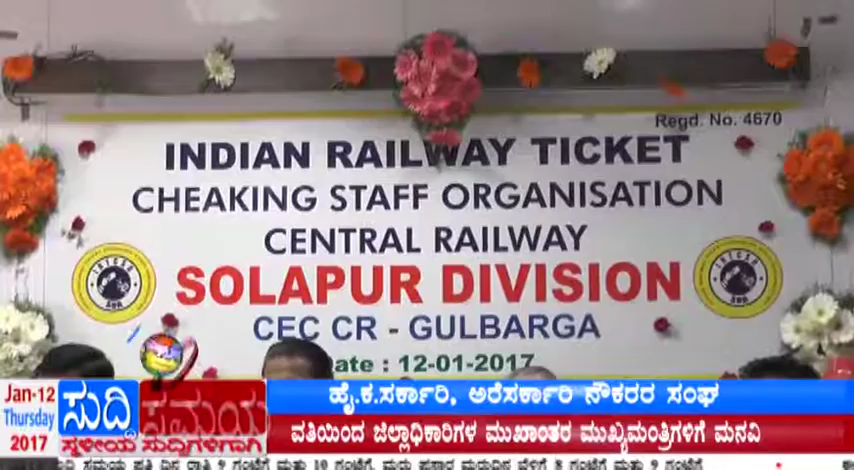 Regd. No. 4670
INDIAN RAILWAY TICKET
CHEAKING STAFF ORGANISATION
CENTRAL RAILWAY
SOLAPUR DIVISION
CEC CR - GULBARGA
ate : 12-01-2017
Jan-12
Thursday
2017
ಸುದ್ದಿ ಸಮಯ
ಸ್ಥಳೀಯ ಸುದ್ದಿಗಳಿಗಾಗಿ
ಹೈ.ಕ.ಸರ್ಕಾರಿ, ಅರೆಸರ್ಕಾರಿ ನೌಕರರ ಸಂಘ
ವತಿಯಿಂದ ಜಿಲ್ಲಾಧಿಕಾರಿಗಳ ಮುಖಾಂತರ ಮುಖ್ಯಮಂತ್ರಿಗಳಿಗೆ ಮನವಿ